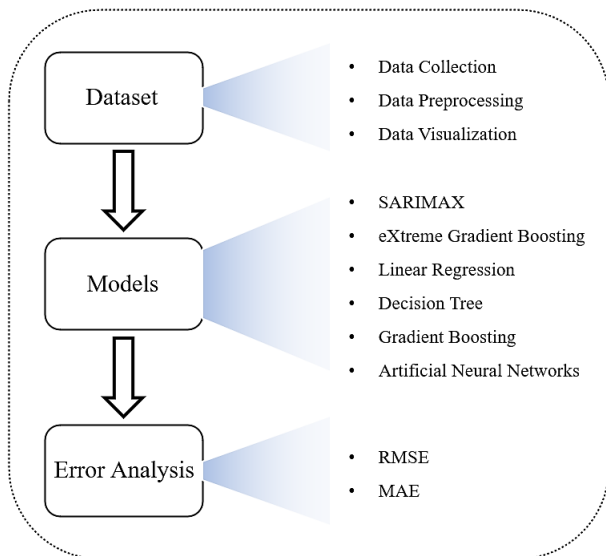 Dataset
• Data Collection
• Data Preprocessing
• Data Visualization
Models
• SARIMAX
• eXtreme Gradient Boosting
• Linear Regression
• Decision Tree
• Gradient Boosting
• Artificial Neural Networks
Error Analysis
• RMSE
• MAE